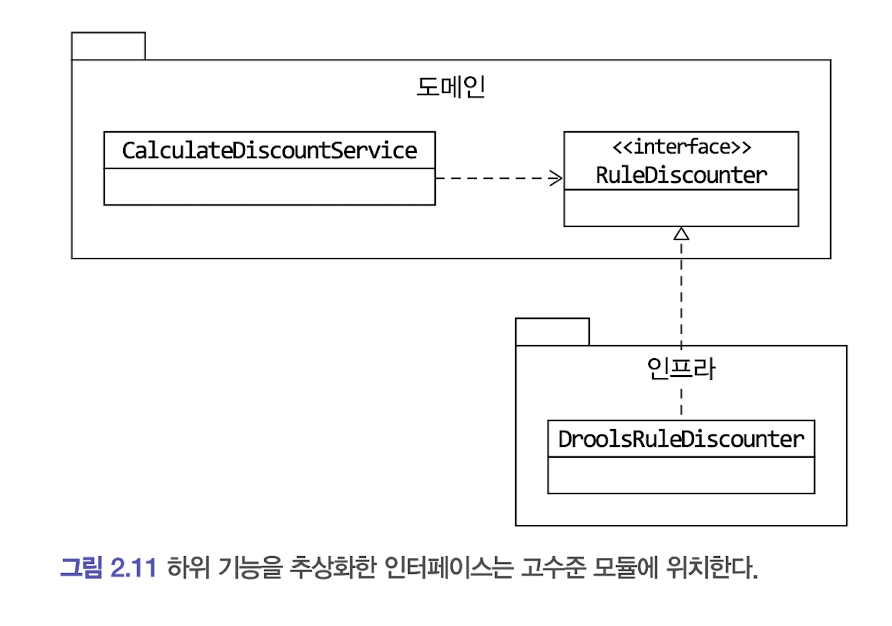 도메인
CalculateDiscountService
<<interface>>
RuleDiscounter
인프라
DroolsRuleDiscounter
그림 2.11 하위 기능을 추상화한 인터페이스는 고수준 모듈에 위치한다.